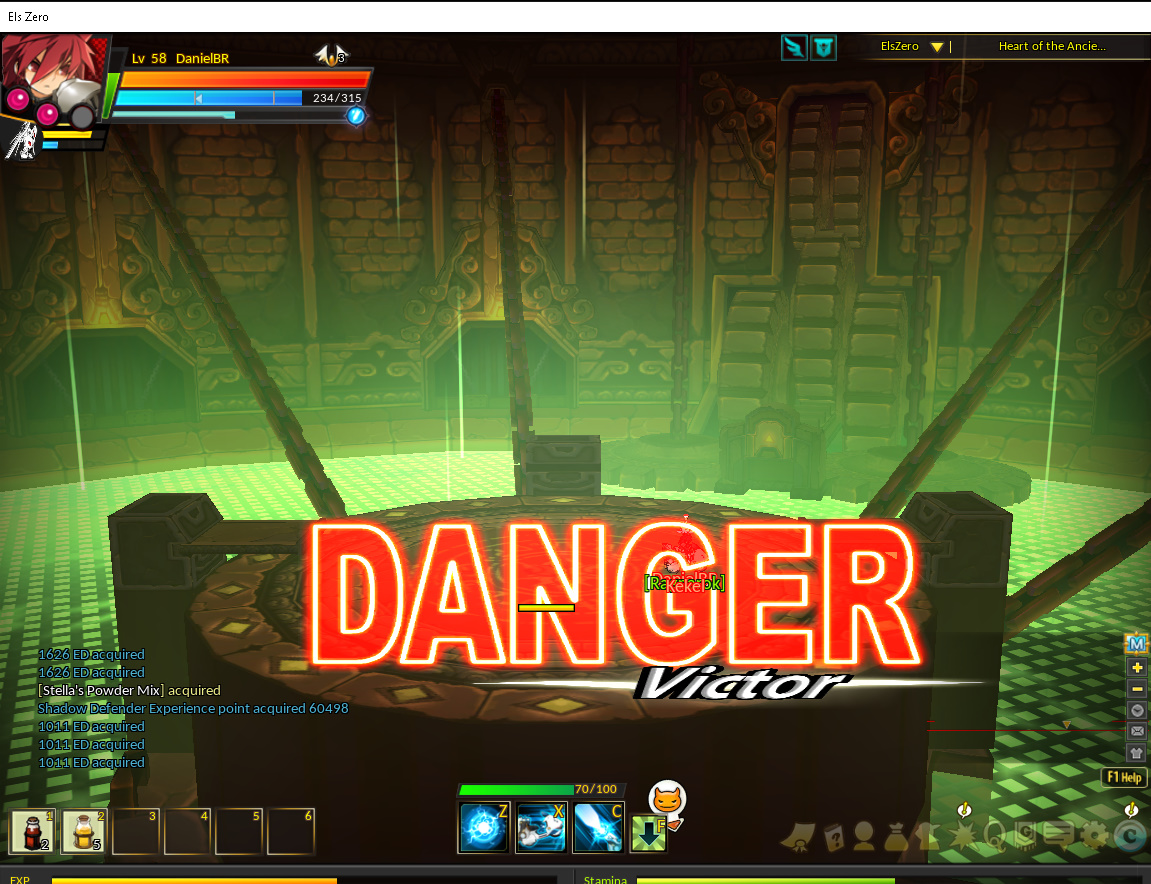 Els Zero
Lv 58 DanielBR
3
ElsZero
Heart of the Ancie...
234/315
DANGER
Victor
1626 ED acquired
1626 ED acquired
[Stella's Powder Mix] acquired
Shadow Defender Experience point acquired 60498
1011 ED acquired
1011 ED acquired
1011 ED acquired
M
F1 Help
70/100
Z
X
C
F
1
2
3
4
5
6
2
5
EXP
Stamina